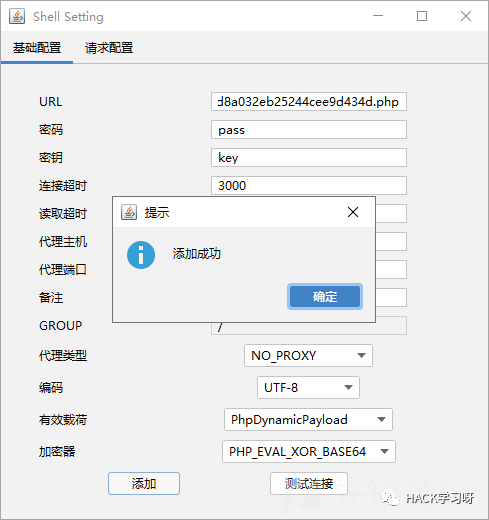 Shell Setting
基础配置 请求配置
URL d8a032eb25244cee9d434d.php
密码 pass
密钥 key
连接超时 3000
读取超时
提示
代理主机
添加成功
代理端口
备注
确定
GROUP /
代理类型 NO_PROXY
编码 UTF-8
有效载荷 PhpDynamicPayload
加密器 PHP_EVAL_XOR_BASE64
添加 测试连接
HACK学习呀